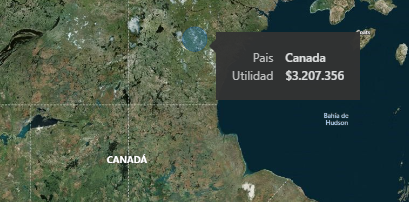 Pais Canada
Utilidad $3.207.356
Bahía de
Hudson
CANADÁ